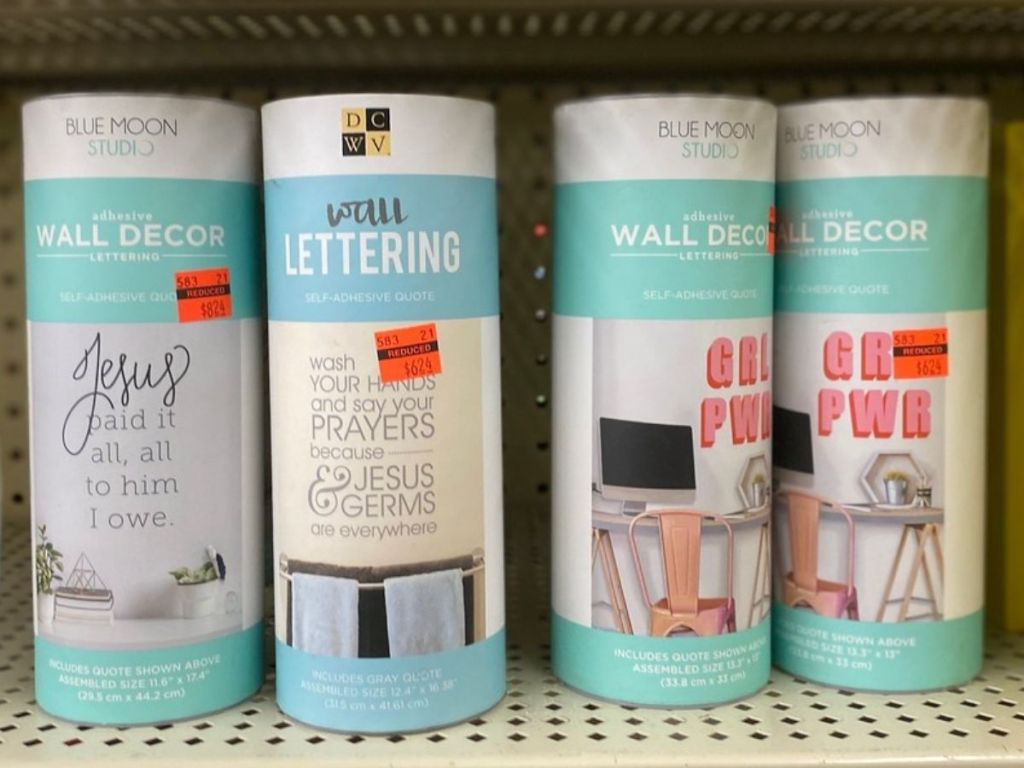 BLUE MOON
STUDIO
adhesive
WALL DECOR
LETTERING
SELF-ADHESIVE QUO
583 21
REDUCED
$824
Jesus
paid it
all, all
to him
I owe.
INCLUDES QUOTE SHOWN ABOVE
ASSEMBLED SIZE 11.6" x 17.4"
(29.5 cm x 44.2 cm)
D C
W V
wall
LETTERING
SELF-ADHESIVE QUOTE
583 21
REDUCED
$624
wash
YOUR HANDS
and say your
PRAYERS
because
& JESUS
GERMS
are everywhere
INCLUDES GRAY QUOTE
ASSEMBLED SIZE 12.4" x 16.38"
(31.5 cm x 41.61 cm)
BLUE MOON
STUDIO
adhesive
WALL DECO
LETTERING
SELF-ADHESIVE QUOTE
GRL
PWR
INCLUDES QUOTE SHOWN ABOVE
ASSEMBLED SIZE 13.3" x 13"
(33.8 cm x 33 cm)
BLUE MOON
STUDIO
adhesive
ALL DECOR
LETTERING
SELF-ADHESIVE QUOTE
583 21
REDUCED
$624
GR
PWR
QUOTE SHOWN ABOVE
ASSEMBLED SIZE 13.3" x 13"
(33.8 cm x 33 cm)